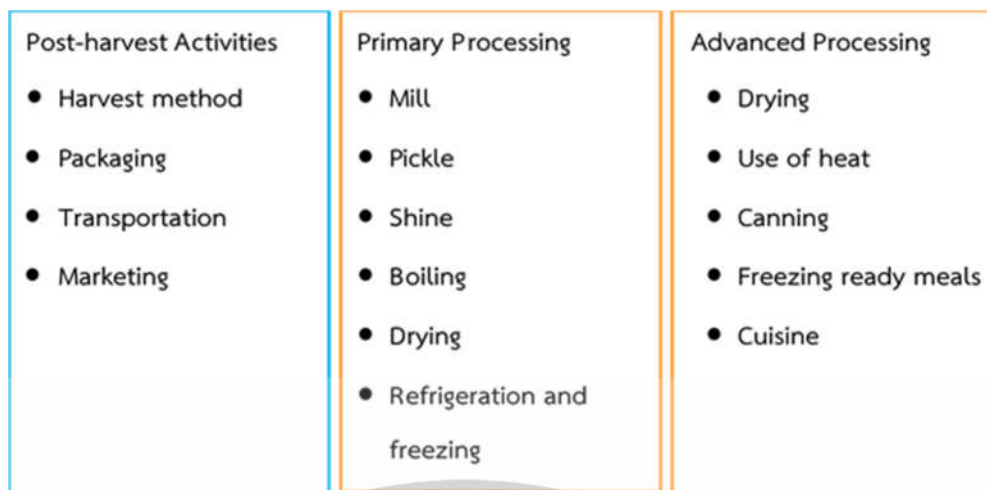 Post-harvest Activities
● Harvest method
● Packaging
● Transportation
● Marketing
Primary Processing
● Mill
● Pickle
● Shine
● Boiling
● Drying
● Refrigeration and
freezing
Advanced Processing
● Drying
● Use of heat
● Canning
● Freezing ready meals
● Cuisine